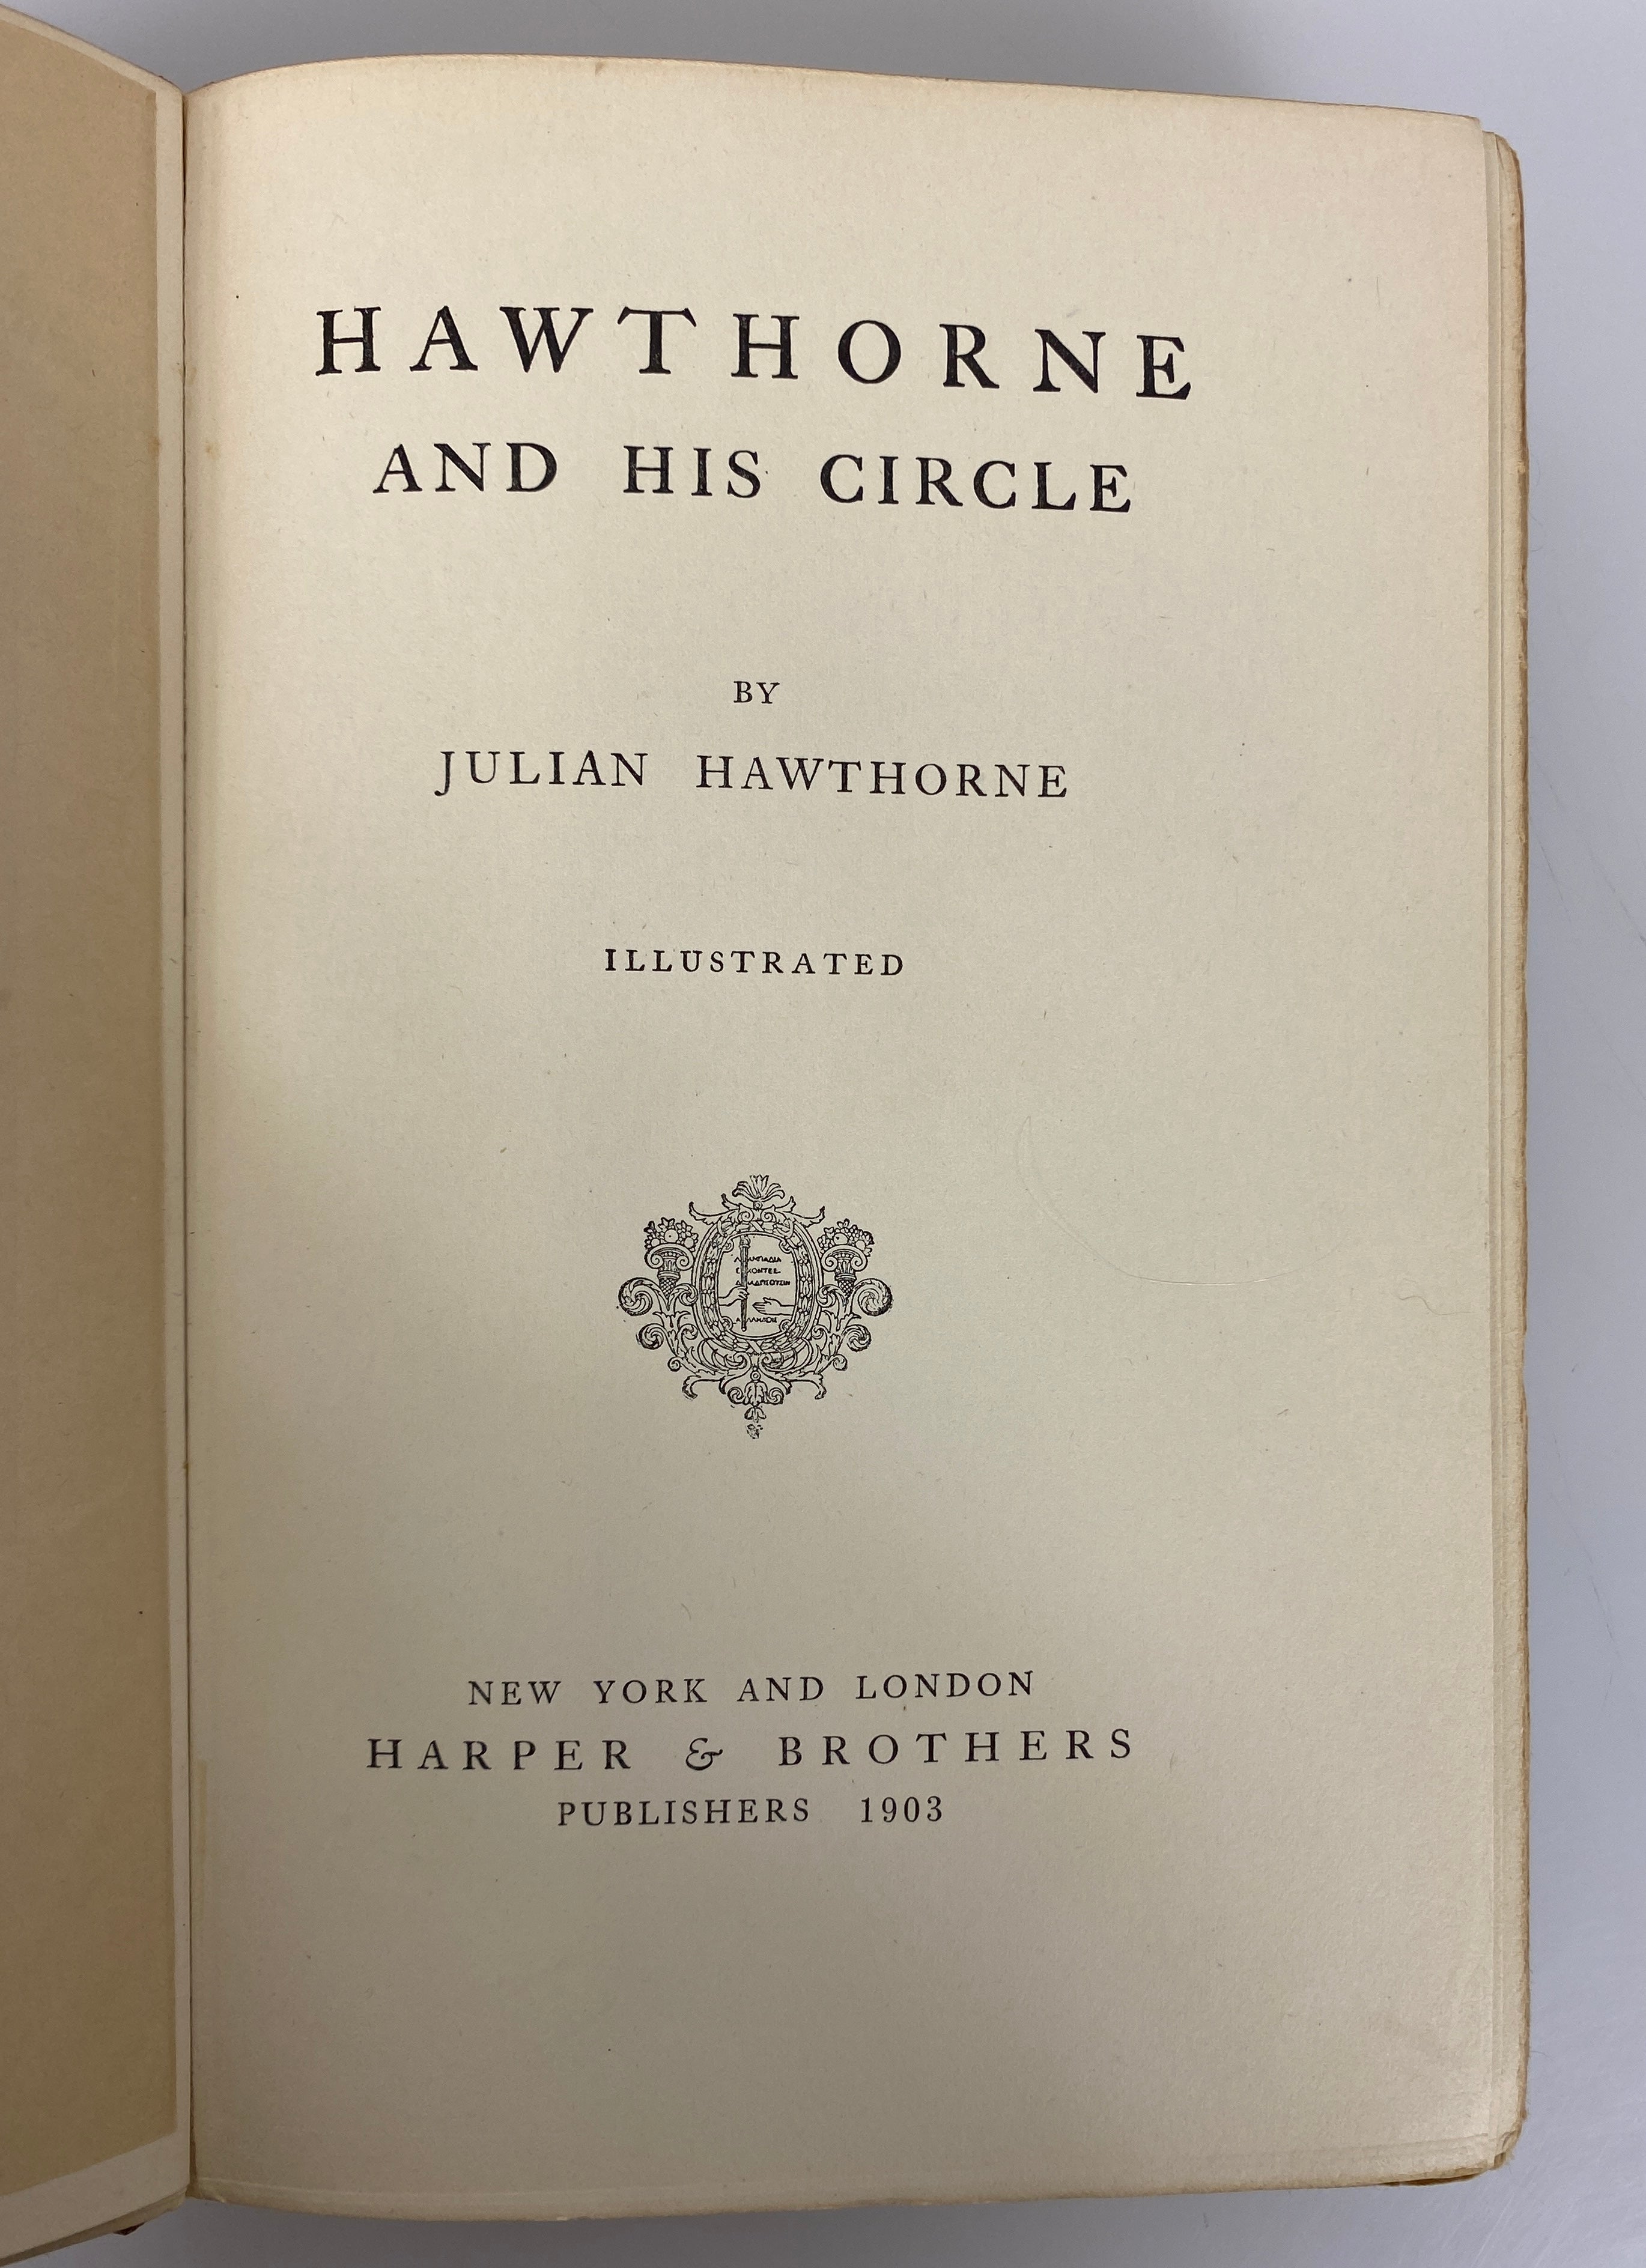 HAWTHORNE
AND HIS CIRCLE
BY
JULIAN HAWTHORNE
ILLUSTRATED
NEW YORK AND LONDON
HARPER & BROTHERS
PUBLISHERS 1903